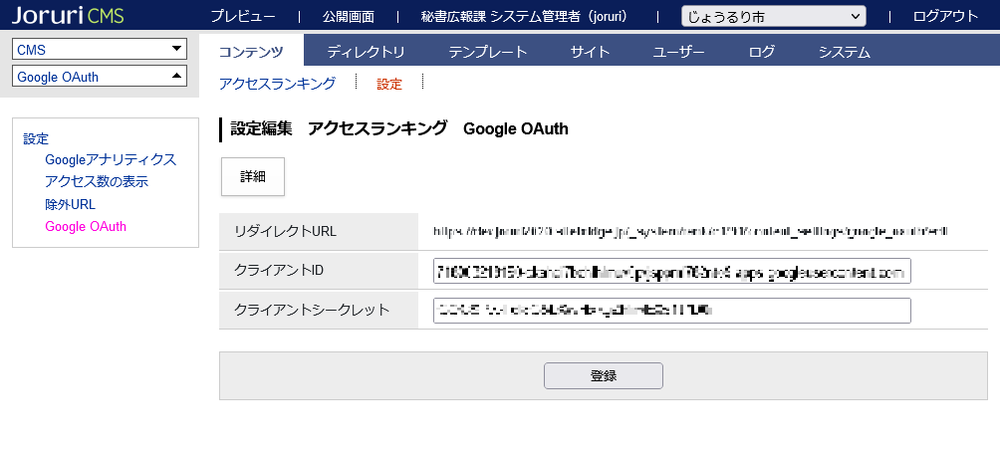 Joruri CMS プレビュー | 公開画面 | 秘書広報課 システム管理者（joruri） | じょうるり市 | ログアウト
CMS
Google OAuth
コンテンツ ディレクトリ テンプレート サイト ユーザー ログ システム
アクセスランキング 設定
設定
Googleアナリティクス
アクセス数の表示
除外URL
Google OAuth
設定編集 アクセスランキング Google OAuth
詳細
リダイレクトURL
クライアントID
クライアントシークレット
登録